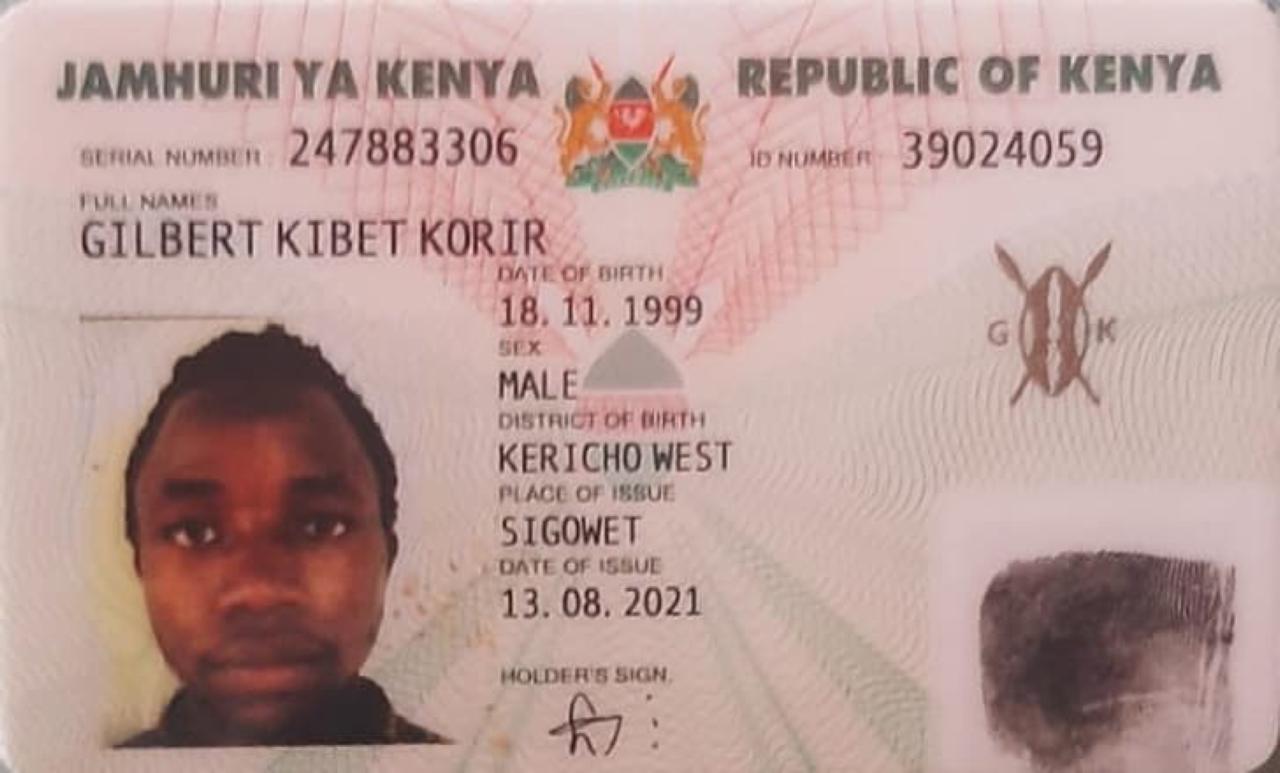 JAMHURI YA KENYA REPUBLIC OF KENYA
SERIAL NUMBER: 247883306 ID NUMBER: 39024059
FULL NAMES
GILBERT KIBET KORIR
DATE OF BIRTH
18. 11. 1999
SEX
MALE
G K
DISTRICT OF BIRTH
KERICHO WEST
PLACE OF ISSUE
SIGOWET
DATE OF ISSUE
13. 08. 2021
HOLDER'S SIGN.